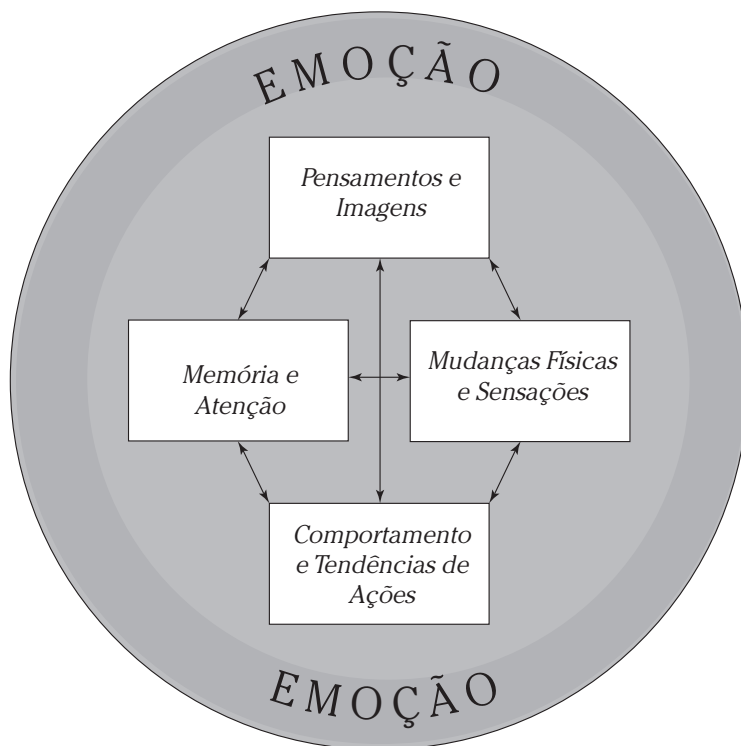 EMOÇÃO
Pensamentos e
Imagens
Memória e
Atenção
Mudanças Físicas
e Sensações
Comportamento
e Tendências de
Ações
EMOÇÃO